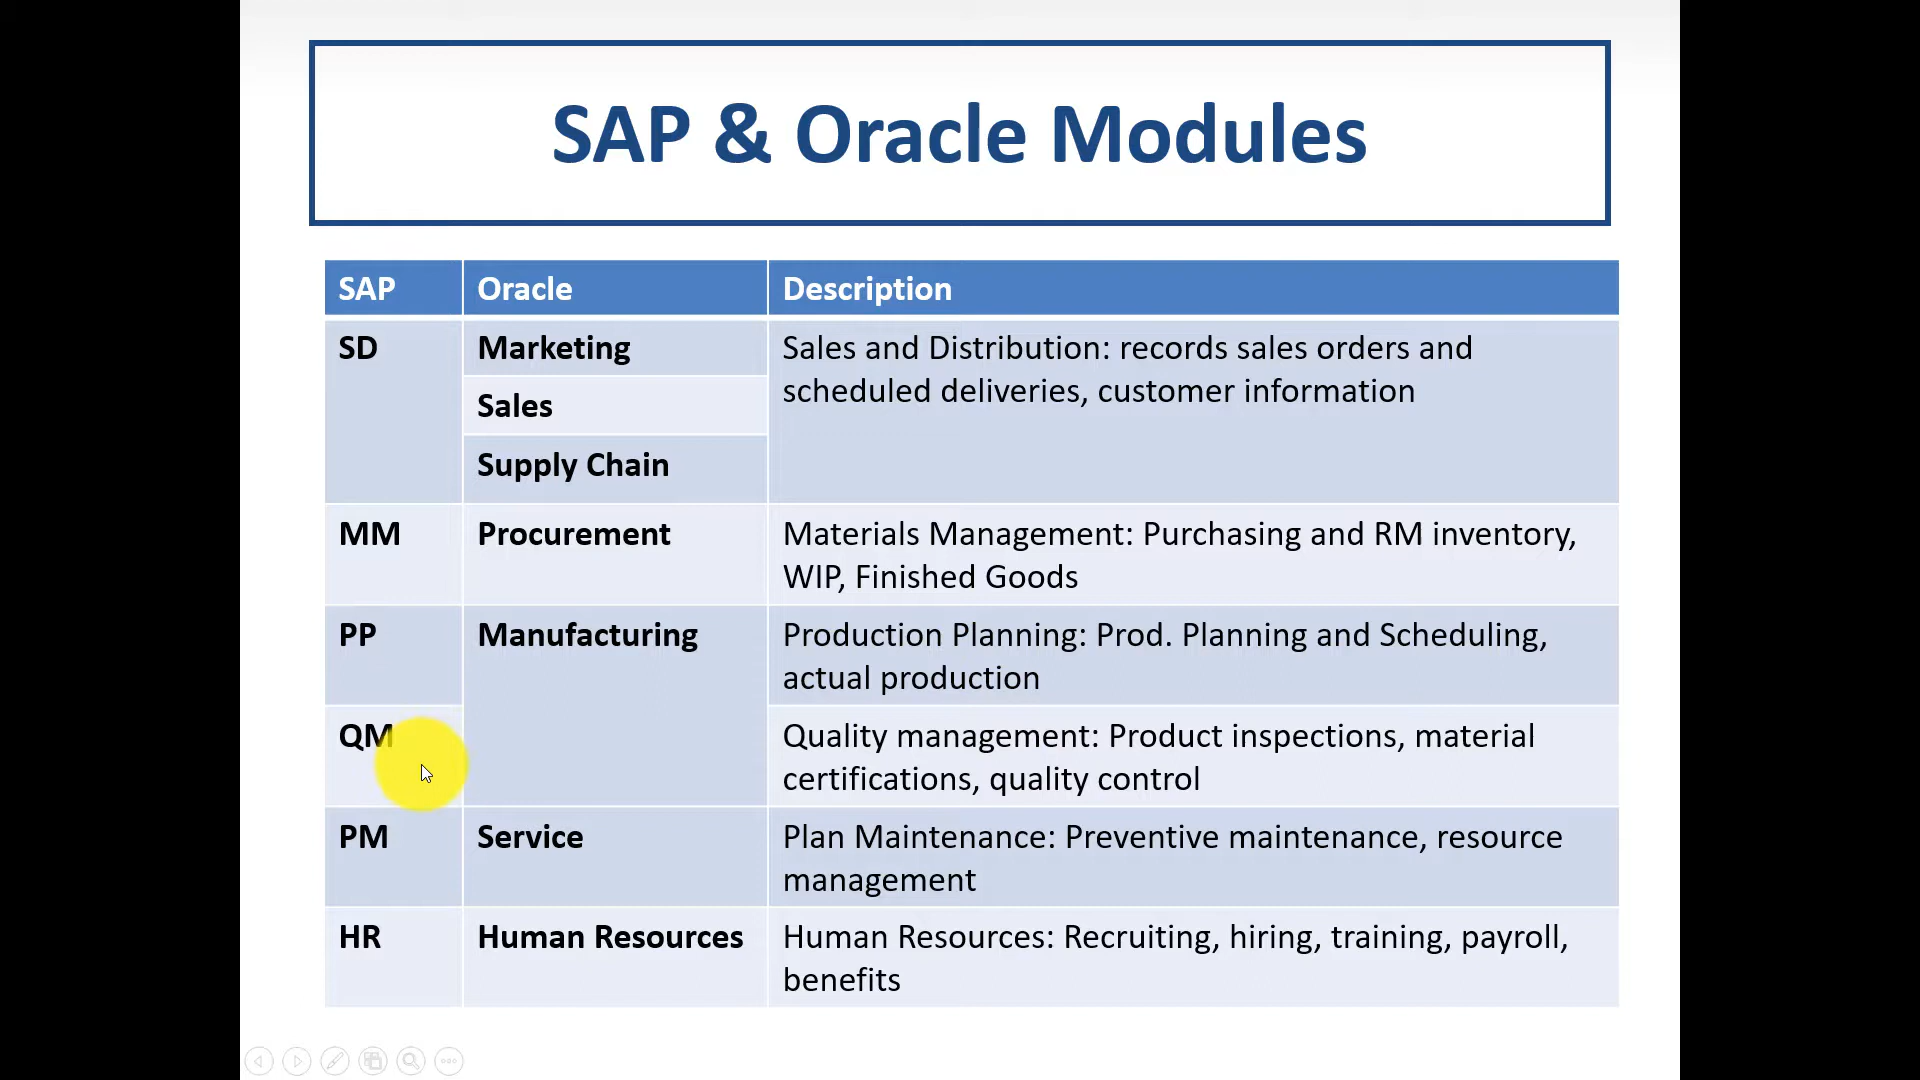 SAP & Oracle Modules
SAP Oracle Description
SD Marketing Sales and Distribution: records sales orders and
scheduled deliveries, customer information
Sales
Supply Chain
MM Procurement Materials Management: Purchasing and RM inventory,
WIP, Finished Goods
PP Manufacturing Production Planning: Prod. Planning and Scheduling,
actual production
QM Quality management: Product inspections, material
certifications, quality control
PM Service Plan Maintenance: Preventive maintenance, resource
management
HR Human Resources Human Resources: Recruiting, hiring, training, payroll,
benefits